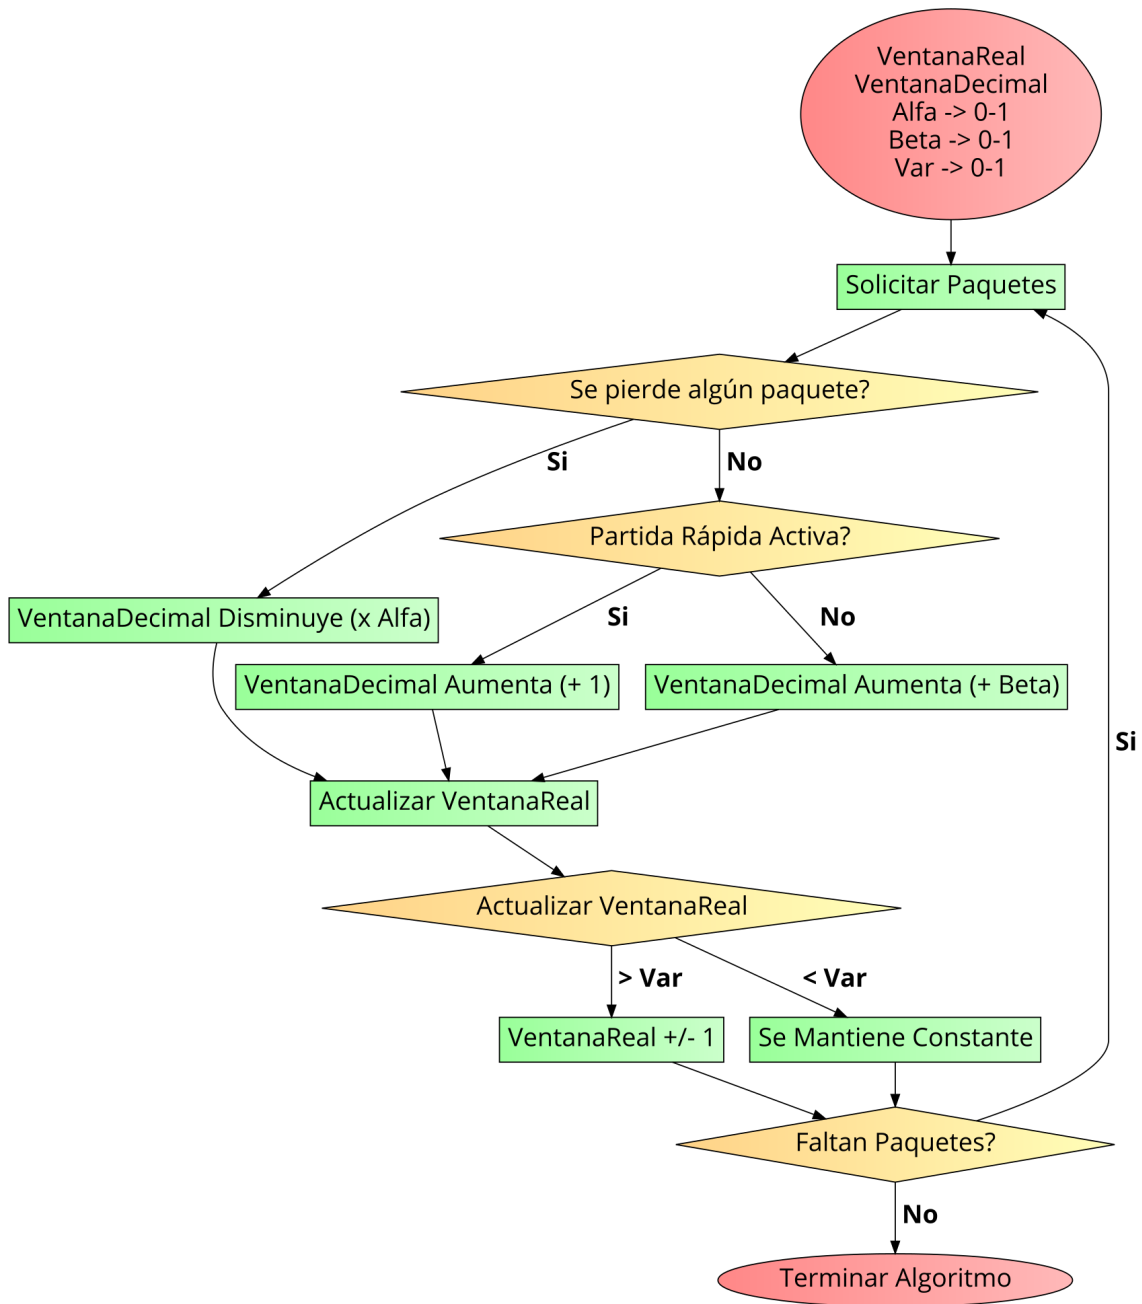 VentanaReal
VentanaDecimal
Alfa -> 0-1
Beta -> 0-1
Var -> 0-1
Solicitar Paquetes
Se pierde algún paquete?
Si
No
Partida Rápida Activa?
VentanaDecimal Disminuye (x Alfa)
Si
No
VentanaDecimal Aumenta (+ 1)
VentanaDecimal Aumenta (+ Beta)
Si
Actualizar VentanaReal
Actualizar VentanaReal
> Var
< Var
VentanaReal +/- 1
Se Mantiene Constante
Faltan Paquetes?
No
Terminar Algoritmo